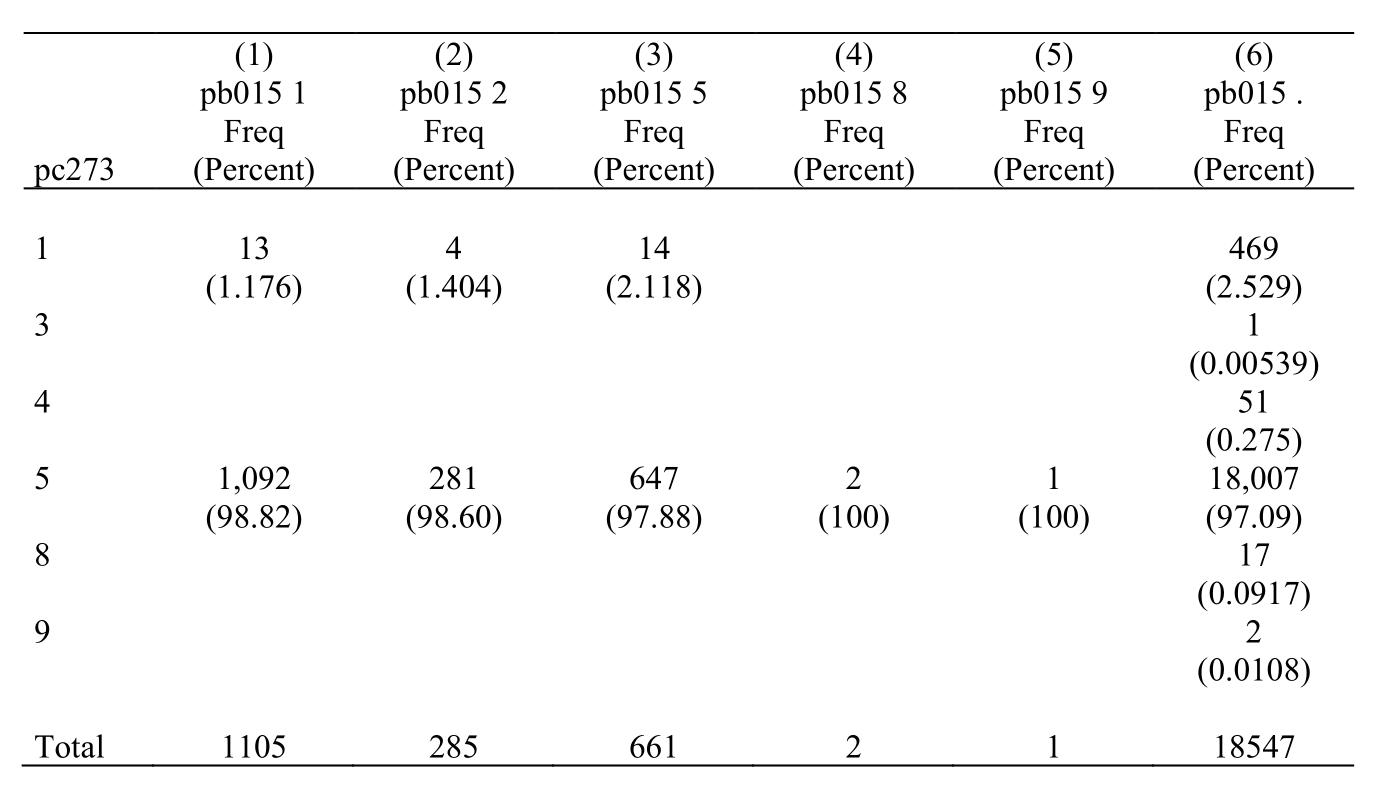 (1) (2) (3) (4) (5) (6)
pb015 1 pb015 2 pb015 5 pb015 8 pb015 9 pb015 .
Freq Freq Freq Freq Freq Freq
pc273 (Percent) (Percent) (Percent) (Percent) (Percent) (Percent)
1 13 4 14 469
(1.176) (1.404) (2.118) (2.529)
3 1
(0.00539)
4 51
(0.275)
5 1,092 281 647 2 1 18,007
(98.82) (98.60) (97.88) (100) (100) (97.09)
8 17
(0.0917)
9 2
(0.0108)
Total 1105 285 661 2 1 18547